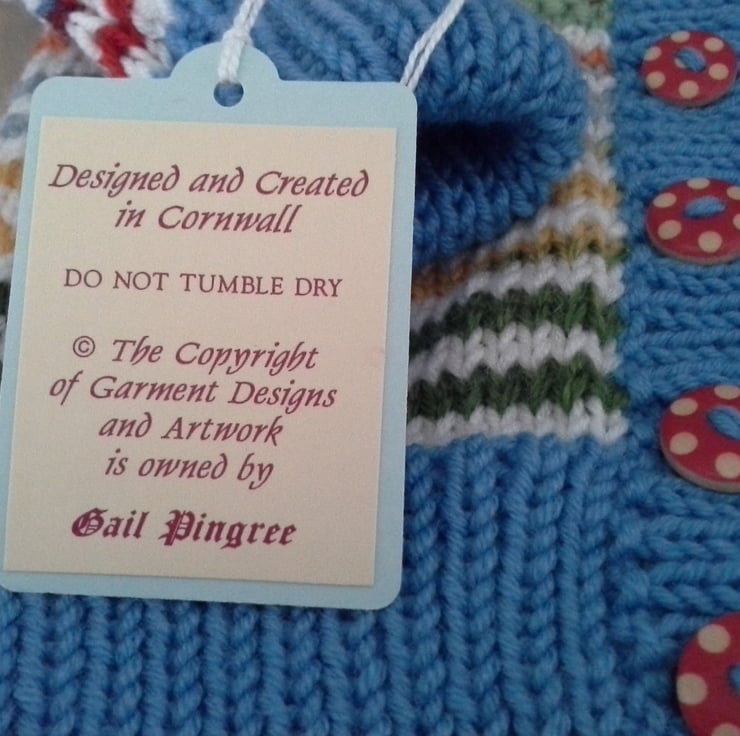 Designed and Created
in Cornwall
DO NOT TUMBLE DRY
© The Copyright
of Garment Designs
and Artwork
is owned by
Gail Pingree